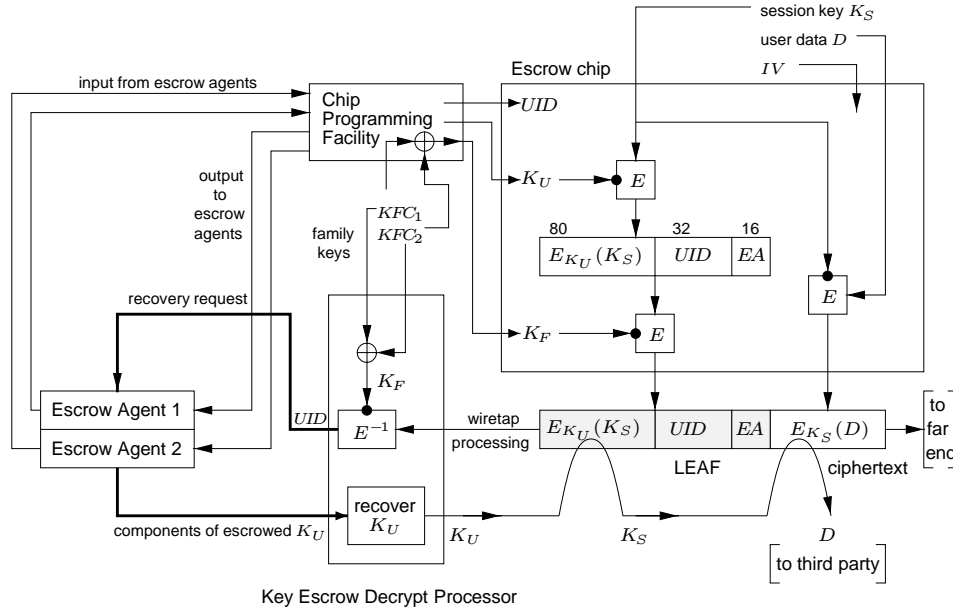 session key K_S
user data D
IV
Escrow chip
input from escrow agents
Chip
Programming
Facility
UID
output
to
escrow
agents
K_U
E
KFC_1
KFC_2
family
keys
80 32 16
E_{K_U}(K_S) UID EA
E
recovery request
K_F
E
K_F
Escrow Agent 1
Escrow Agent 2
UID
E^{-1}
wiretap
processing
E_{K_U}(K_S) UID EA E_{K_S}(D)
to
far
end
LEAF
ciphertext
recover
K_U
components of escrowed K_U
K_U
K_S
D
to third party
Key Escrow Decrypt Processor